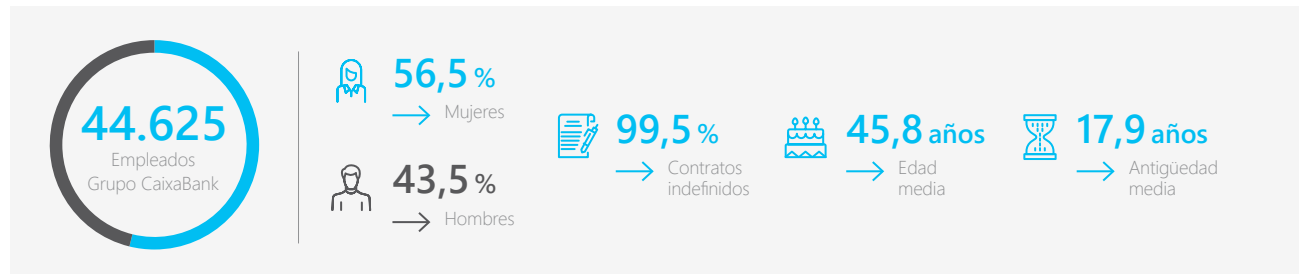 44.625
Empleados
Grupo CaixaBank
56,5 %
Mujeres
43,5 %
Hombres
99,5 %
Contratos
indefinidos
45,8 años
Edad
media
17,9 años
Antigüedad
media